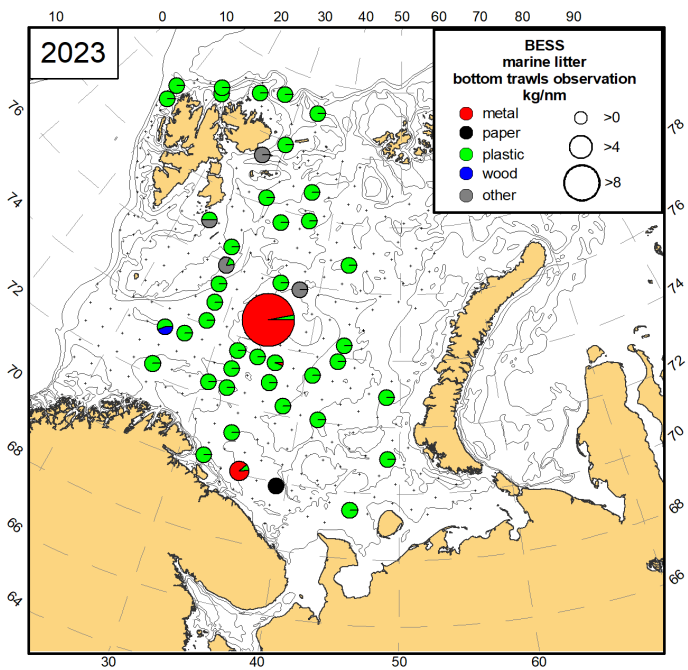 10 0 10 20 30 40 50 60 70 80 90
2023
BESS
marine litter
bottom trawls observation
kg/nm
metal
paper
plastic
wood
other
>0
>4
>8
76
74
72
70
68
66
64
78
76
74
72
70
68
66
30 40 50 60